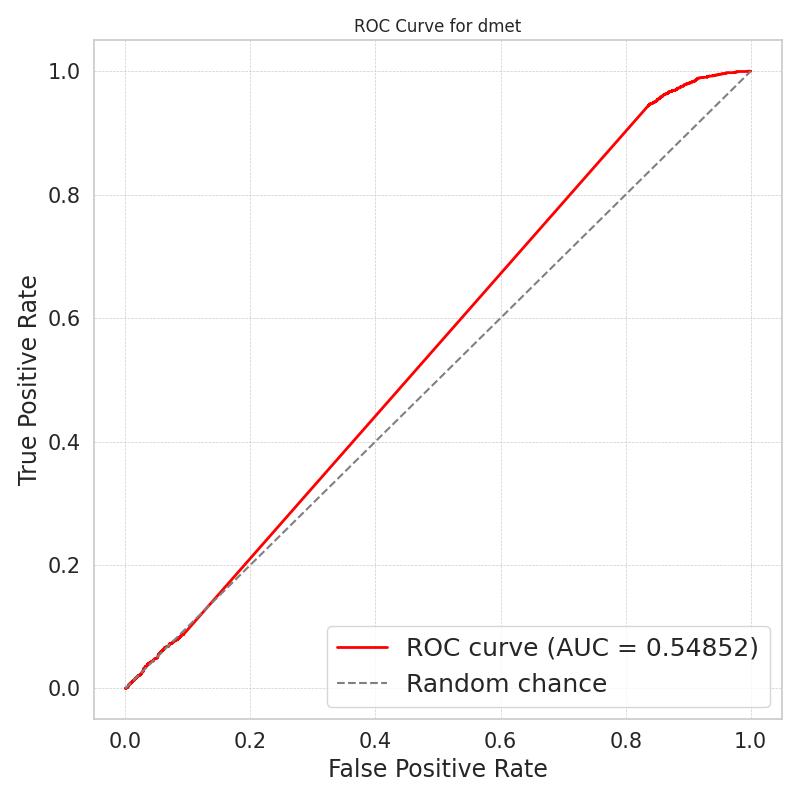 ROC Curve for dmet
1.0
0.8
0.6
0.4
0.2
0.0
True Positive Rate
ROC curve (AUC = 0.54852)
Random chance
0.0 0.2 0.4 0.6 0.8 1.0
False Positive Rate